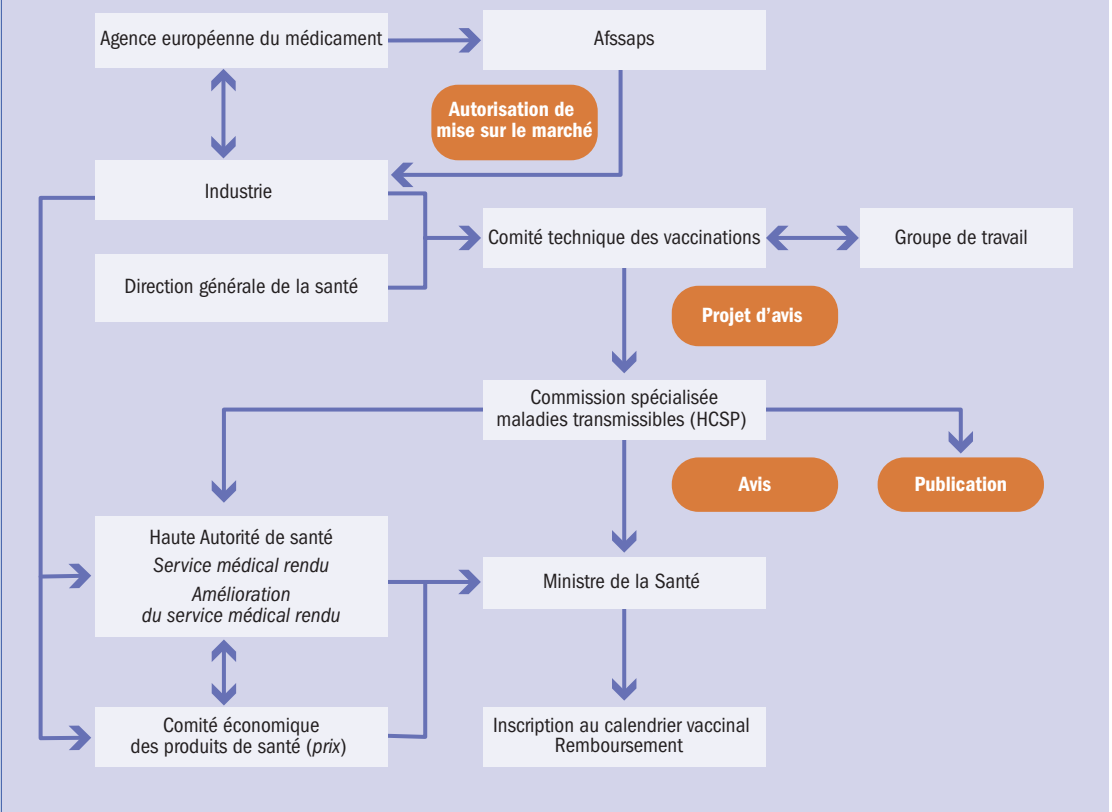 Agence européenne du médicament
Afssaps
Autorisation de
mise sur le marché
Industrie
Comité technique des vaccinations
Groupe de travail
Direction générale de la santé
Projet d’avis
Commission spécialisée
maladies transmissibles (HCSP)
Avis
Publication
Haute Autorité de santé
Service médical rendu
Amélioration
du service médical rendu
Ministre de la Santé
Comité économique
des produits de santé (prix)
Inscription au calendrier vaccinal
Remboursement